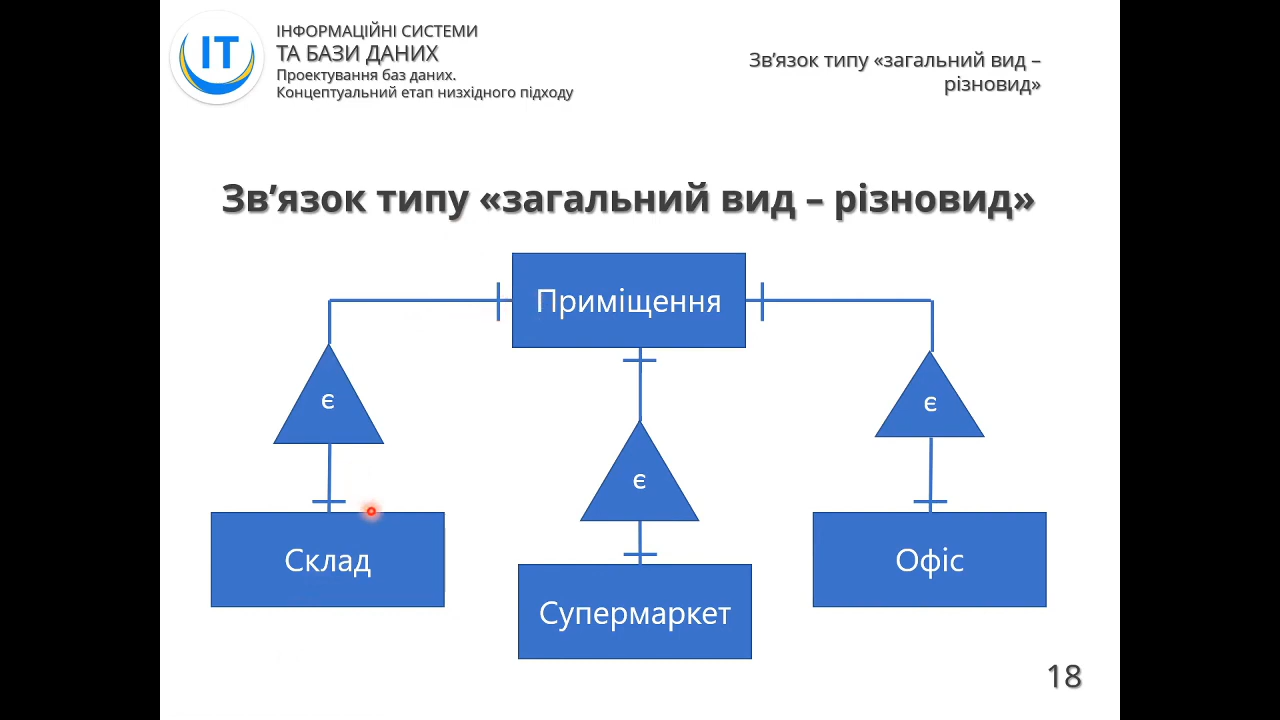 IT
ІНФОРМАЦІЙНІ СИСТЕМИ
ТА БАЗИ ДАНИХ
Проектування баз даних.
Концептуальний етап низхідного підходу
Зв’язок типу «загальний вид –
різновид»
Зв’язок типу «загальний вид – різновид»
Приміщення
є
є
є
Склад
Супермаркет
Офіс
18